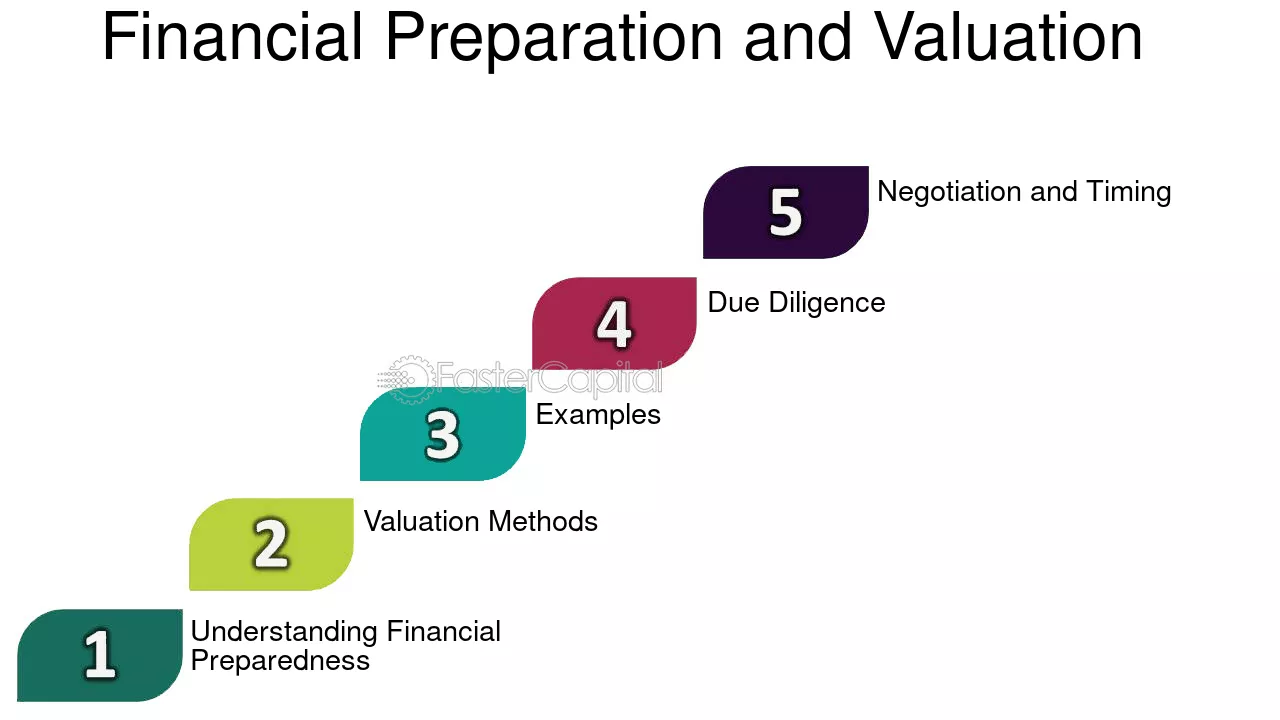 Financial Preparation and Valuation
5
Negotiation and Timing
4
Due Diligence
FasterCapital
3
Examples
2
Valuation Methods
1
Understanding Financial
Preparedness